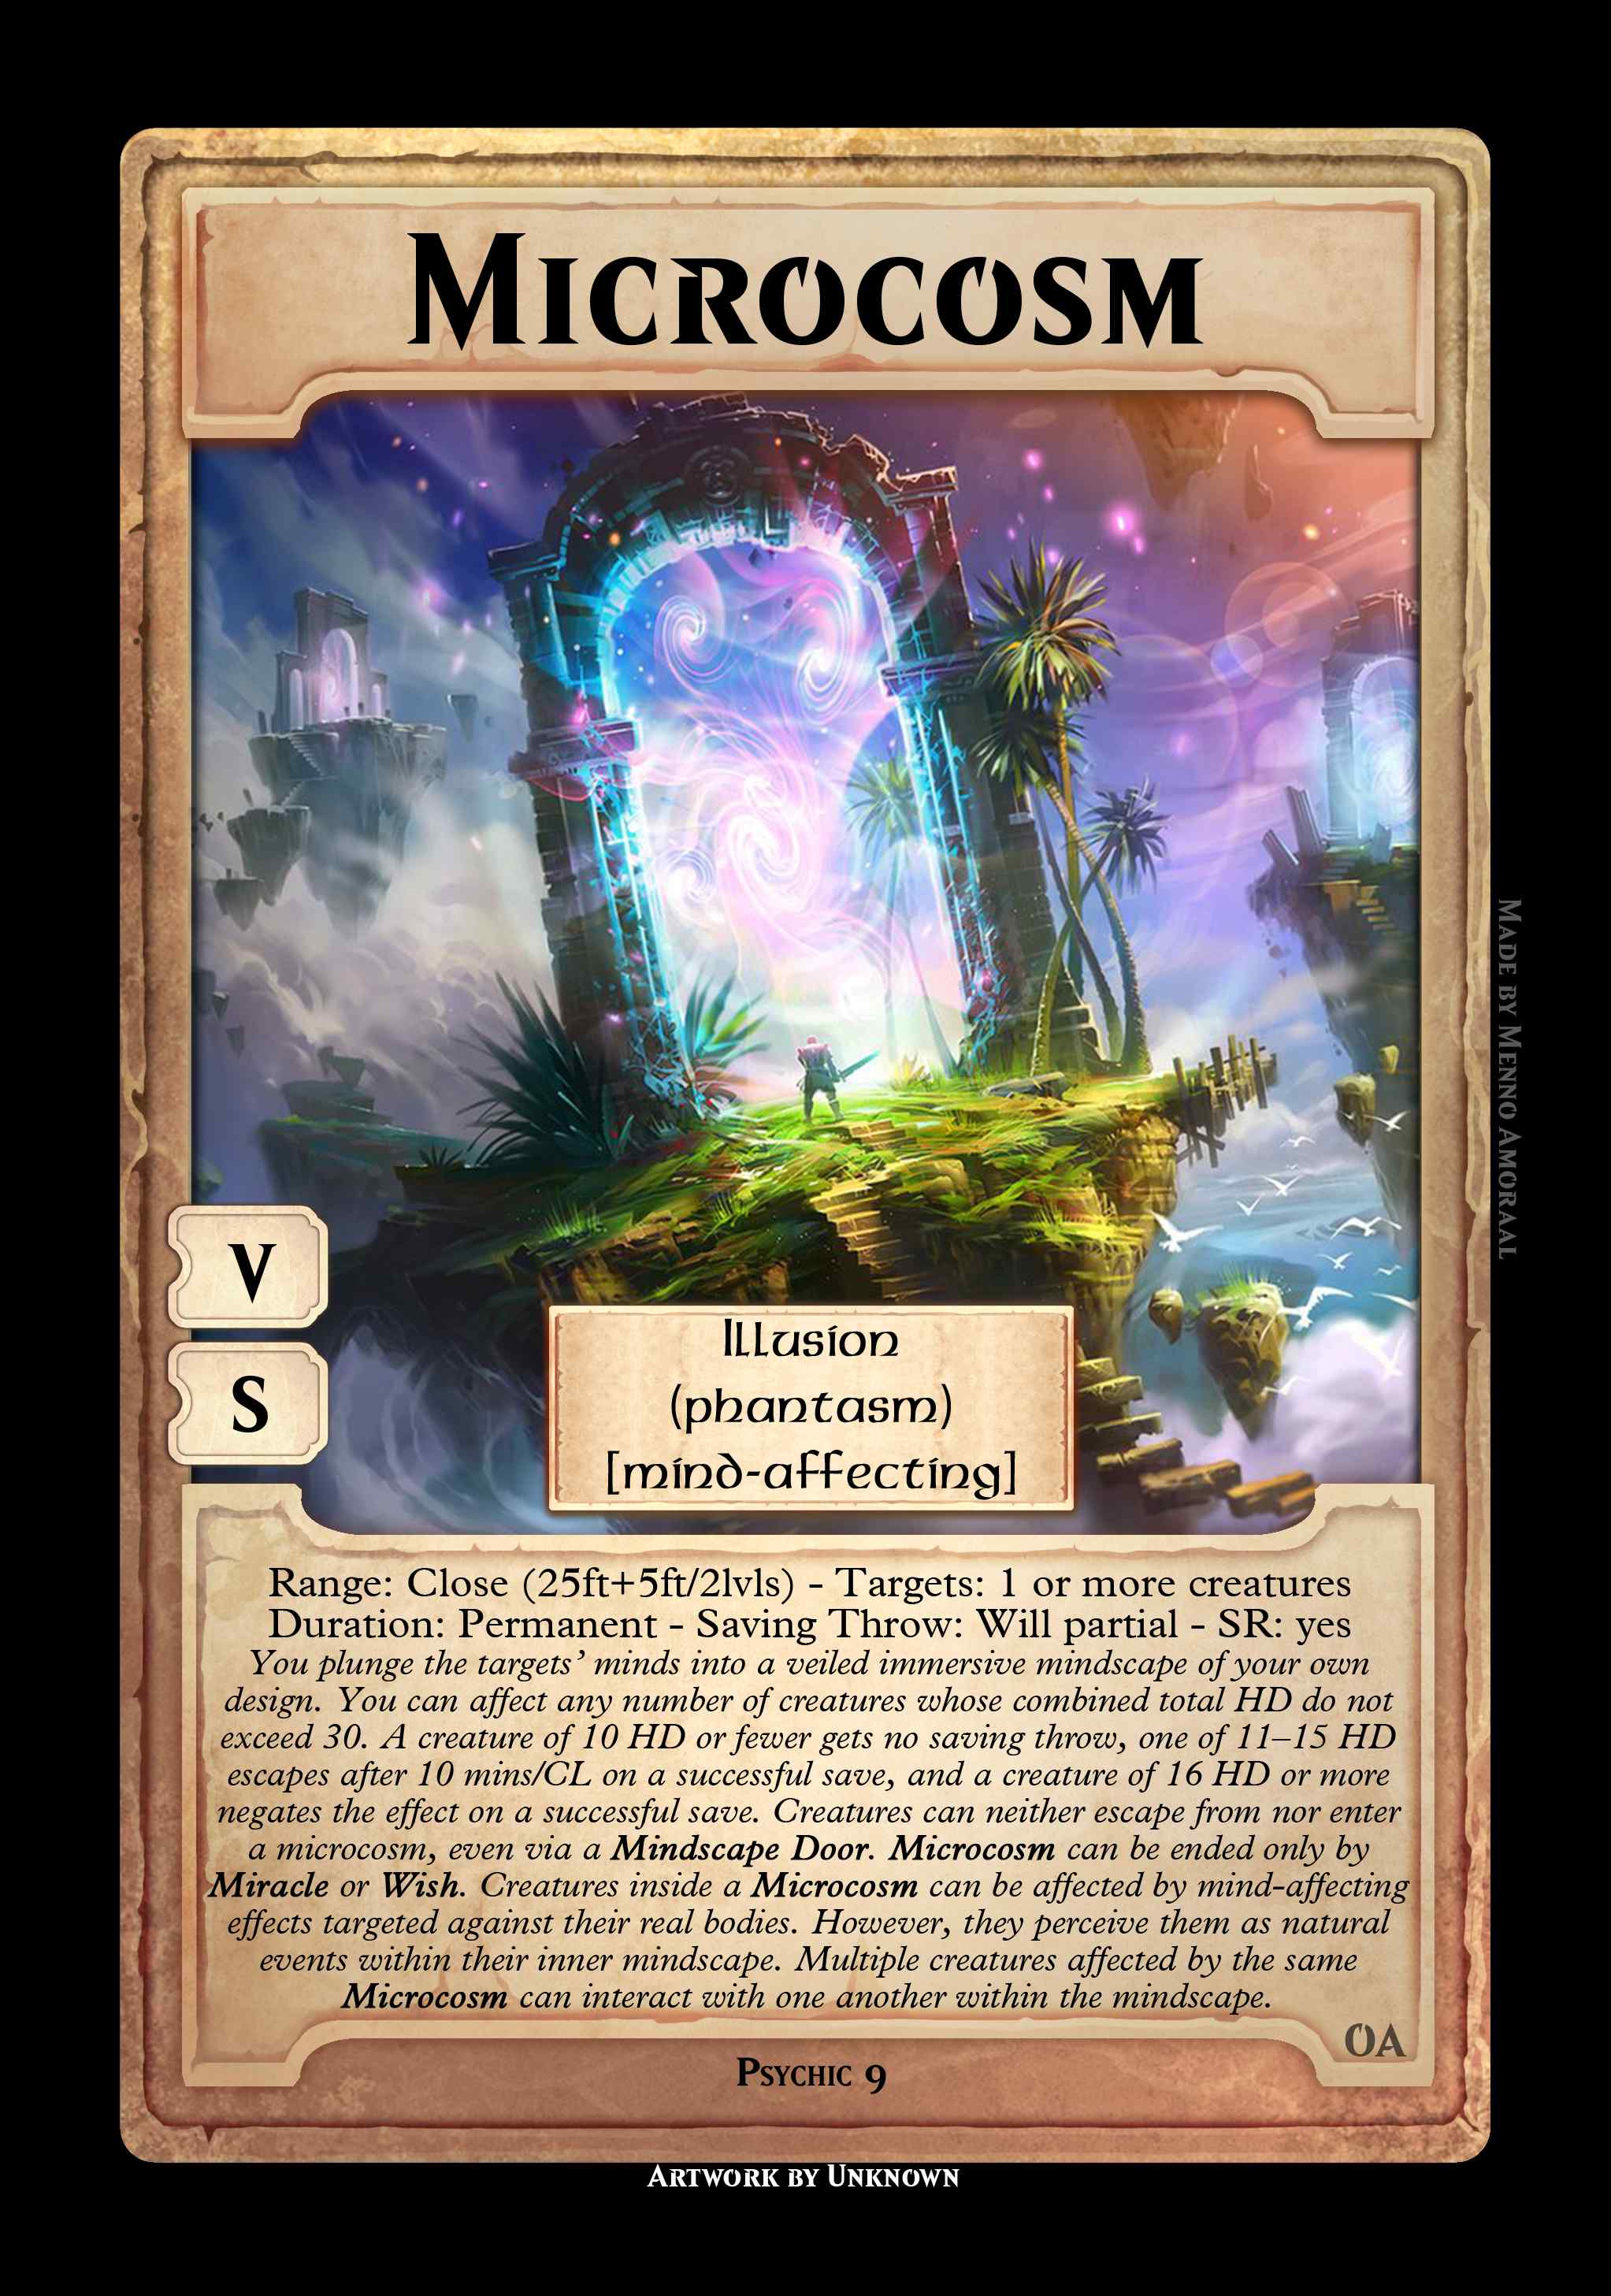 Microcosm
V
S
Illusion
(phantasm)
[mind-affecting]
Range: Close (25ft+5ft/2lvls) - Targets: 1 or more creatures
Duration: Permanent - Saving Throw: Will partial - SR: yes
You plunge the targets’ minds into a veiled immersive mindscape of your own
design. You can affect any number of creatures whose combined total HD do not
exceed 30. A creature of 10 HD or fewer gets no saving throw, one of 11–15 HD
escapes after 10 mins/CL on a successful save, and a creature of 16 HD or more
negates the effect on a successful save. Creatures can neither escape from nor enter
a microcosm, even via a Mindscape Door. Microcosm can be ended only by
Miracle or Wish. Creatures inside a Microcosm can be affected by mind-affecting
effects targeted against their real bodies. However, they perceive them as natural
events within their inner mindscape. Multiple creatures affected by the same
Microcosm can interact with one another within the mindscape.
OA
Psychic 9
Artwork by Unknown
Made by Menno Amoraal